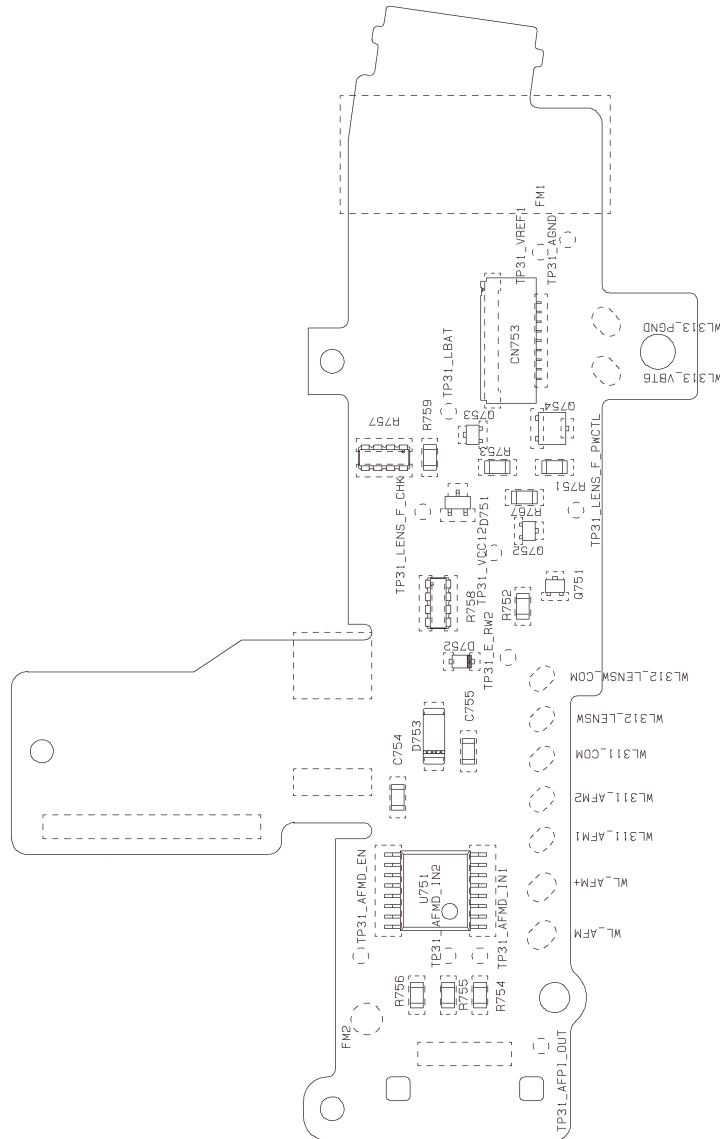 FM1
TP31_VREF1
TP31_AGND
WL313_PGND
CN753
WL313_VBT6
TP31_LBAT
Q754
Q753
R759
R757
R753
R751
TP31_LENS_F_PWCTL
TP31_LENS_F_CHK
D751
R767
TP31_VCC12
Q752
Q751
R752
R758
TP31_E_RW2
D752
WL312_LENSW_COM
C755
WL312_LENSW
D753
C754
WL311_COM
WL311_AFM2
WL311_AFM1
U751
TP31_AFMD_EN
TP31_AFMD_IN2
TP31_AFMD_IN1
WL_AFM+
WL_AFM
R756
R755
R754
FM2
TP31_AFPI_OUT